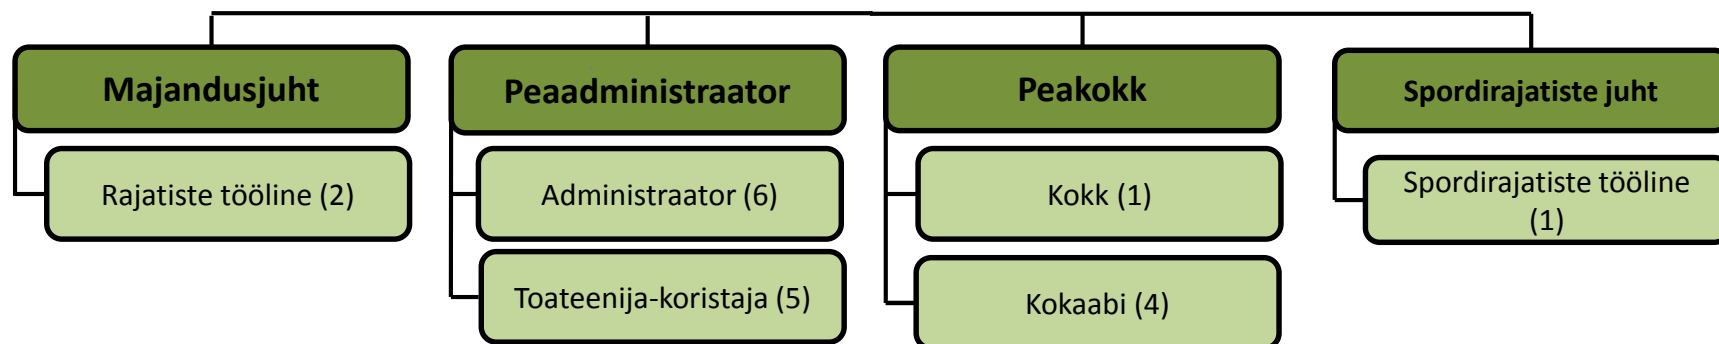 Majandusjuht
Rajatiste tööline (2)
Peaadministraator
Administraator (6)
Toateenija-koristaja (5)
Peakokk
Kokk (1)
Kokaabi (4)
Spordirajatiste juht
Spordirajatiste tööline
(1)